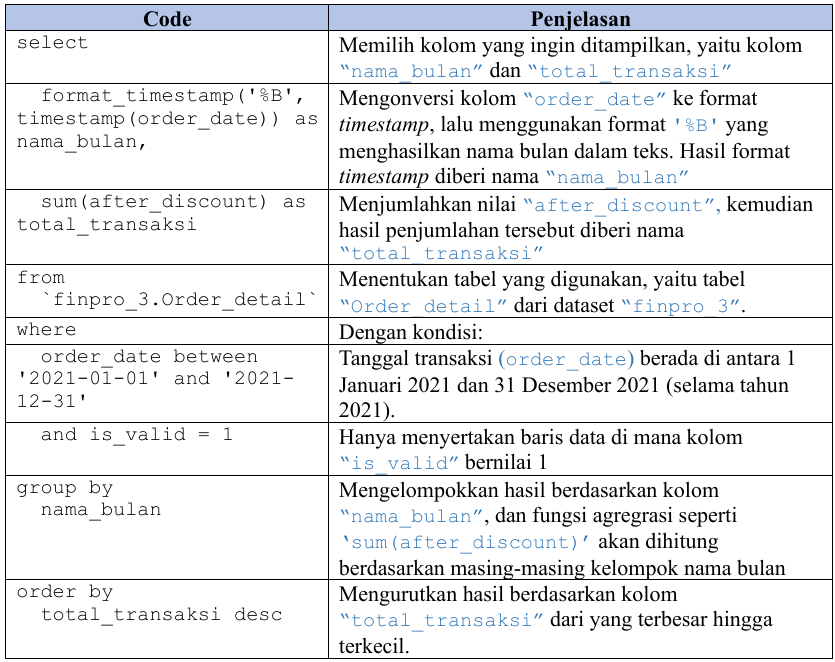 Code
Penjelasan
select
Memilih kolom yang ingin ditampilkan, yaitu kolom
“nama_bulan” dan “total_transaksi”
format_timestamp('%B',
timestamp(order_date)) as
nama_bulan,
Mengonversi kolom “order_date” ke format
timestamp, lalu menggunakan format '%B' yang
menghasilkan nama bulan dalam teks. Hasil format
timestamp diberi nama “nama_bulan”
sum(after_discount) as
total_transaksi
Menjumlahkan nilai “after_discount”, kemudian
hasil penjumlahan tersebut diberi nama
“total_transaksi”
from
`finpro_3.Order_detail`
Menentukan tabel yang digunakan, yaitu tabel
“Order_detail” dari dataset “finpro_3”.
where
Dengan kondisi:
order_date between
'2021-01-01' and '2021-
12-31'
Tanggal transaksi (order_date) berada di antara 1
Januari 2021 dan 31 Desember 2021 (selama tahun
2021).
and is_valid = 1
Hanya menyertakan baris data di mana kolom
“is_valid” bernilai 1
group by
nama_bulan
Mengelompokkan hasil berdasarkan kolom
“nama_bulan”, dan fungsi agregrasi seperti
‘sum(after_discount)’ akan dihitung
berdasarkan masing-masing kelompok nama bulan
order by
total_transaksi desc
Mengurutkan hasil berdasarkan kolom
“total_transaksi” dari yang terbesar hingga
terkecil.